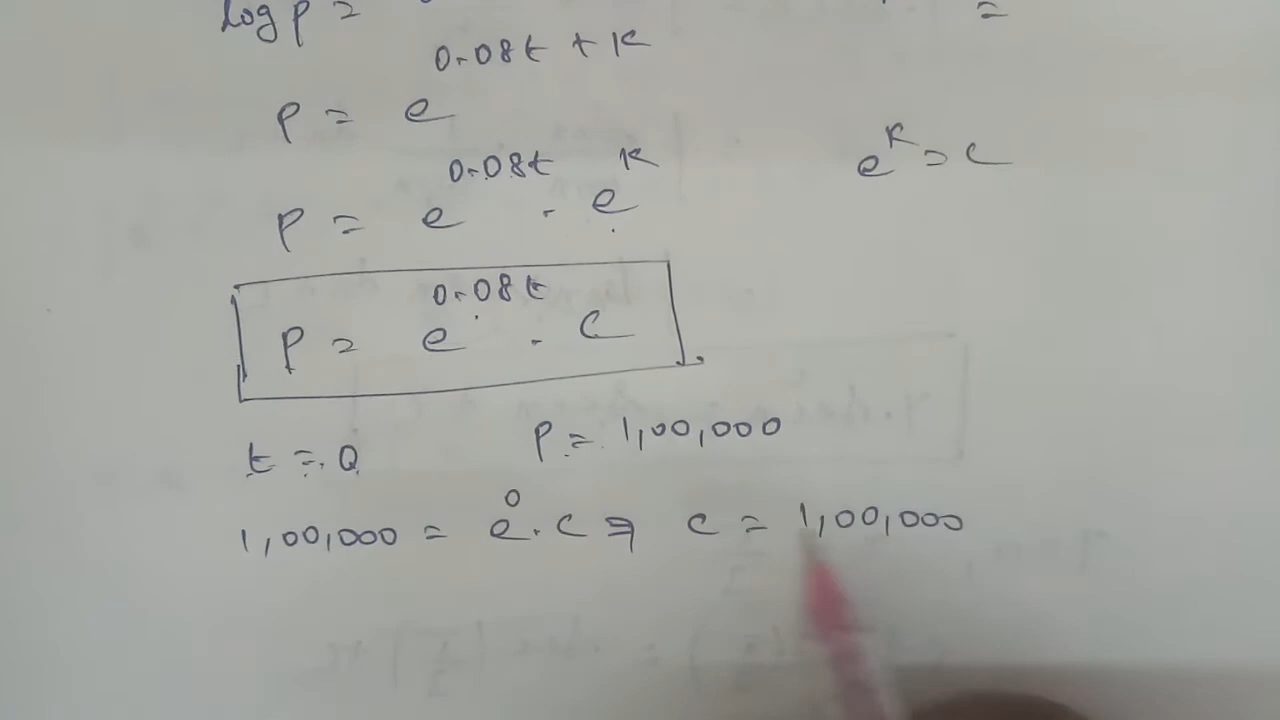 log p =
=
p = e^{0.08t + k}
e^k = c
p = e^{0.08t} . e^k
p = e^{0.08t} . c
t = 0 p = 1,00,000
1,00,000 = e^0 . c ⇒ c = 1,00,000